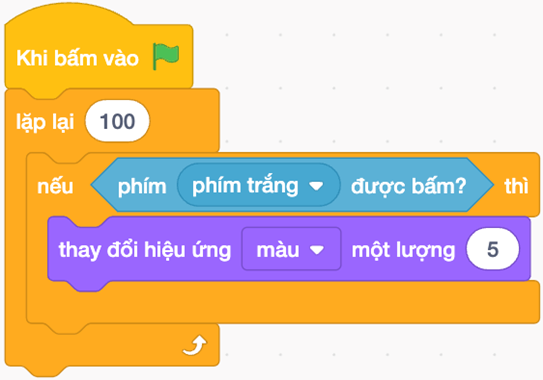 Khi bấm vào
lặp lại 100
nếu phím phím trắng được bấm? thì
thay đổi hiệu ứng màu một lượng 5